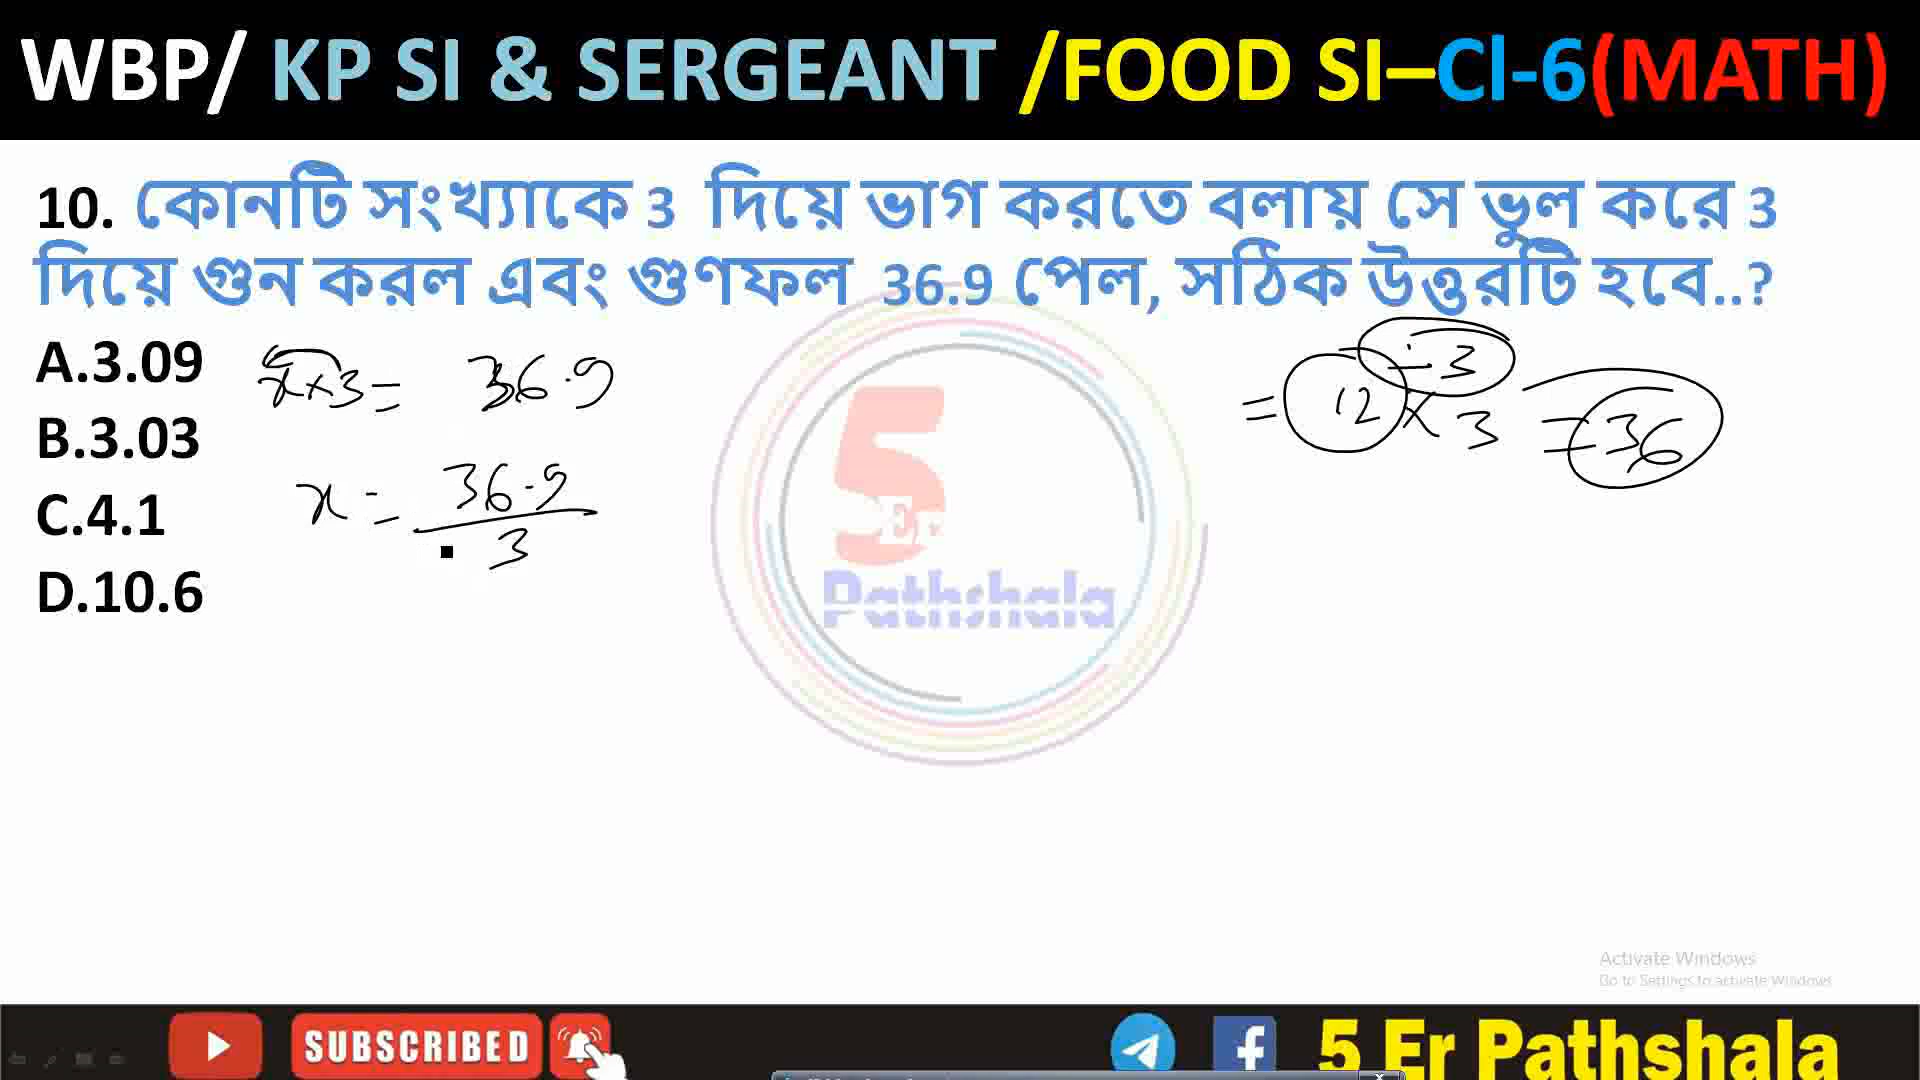 WBP/ KP SI & SERGEANT /FOOD SI–Cl-6(MATH)
10. কোনটি সংখ্যাকে 3 দিয়ে ভাগ করতে বলায় সে ভুল করে 3
দিয়ে গুন করল এবং গুণফল 36.9 পেল, সঠিক উত্তরটি হবে..?
A.3.09
B.3.03
C.4.1
D.10.6
x×3= 36.9
x = 36.9
3
÷ 3
= 12 × 3 = 36
5
Er
Pathshala
Activate Windows
Go to Settings to activate Windows
SUBSCRIBED
5 Er Pathshala